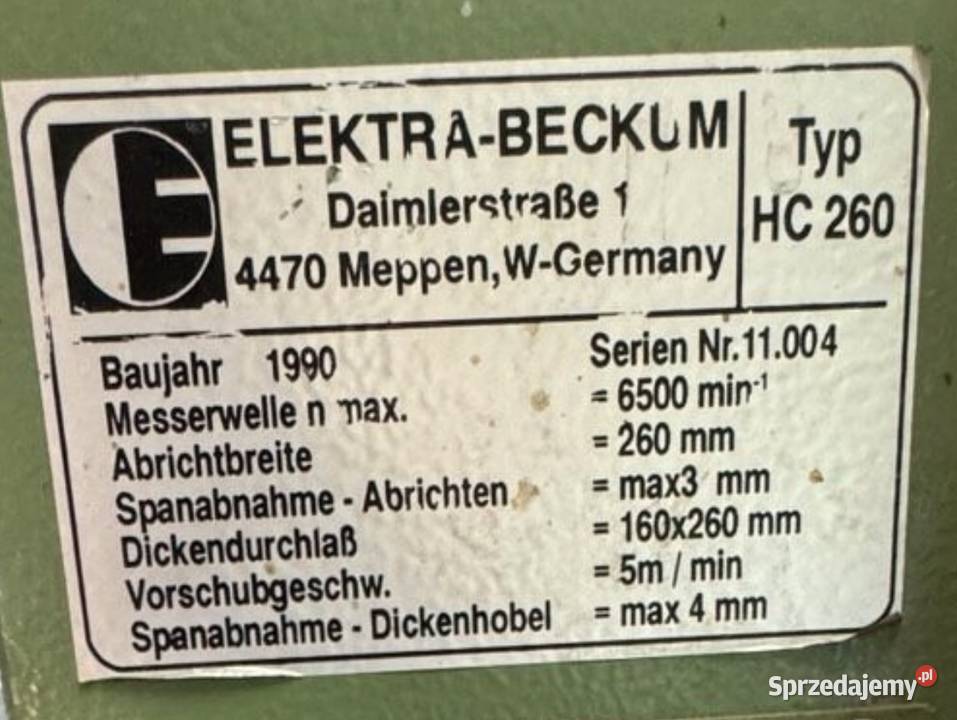 ELEKTRA-BECKUM
Daimlerstraße 1
4470 Meppen, W-Germany
Typ
HC 260
Baujahr 1990 Serien Nr. 11.004
Messerwelle n max. = 6500 min-1
Abrichtbreite = 260 mm
Spanabnahme - Abrichten = max3 mm
Dickendurchlaß = 160x260 mm
Vorschubgeschw. = 5m / min
Spanabnahme - Dickenhobel = max 4 mm
Sprzedajemy.pl